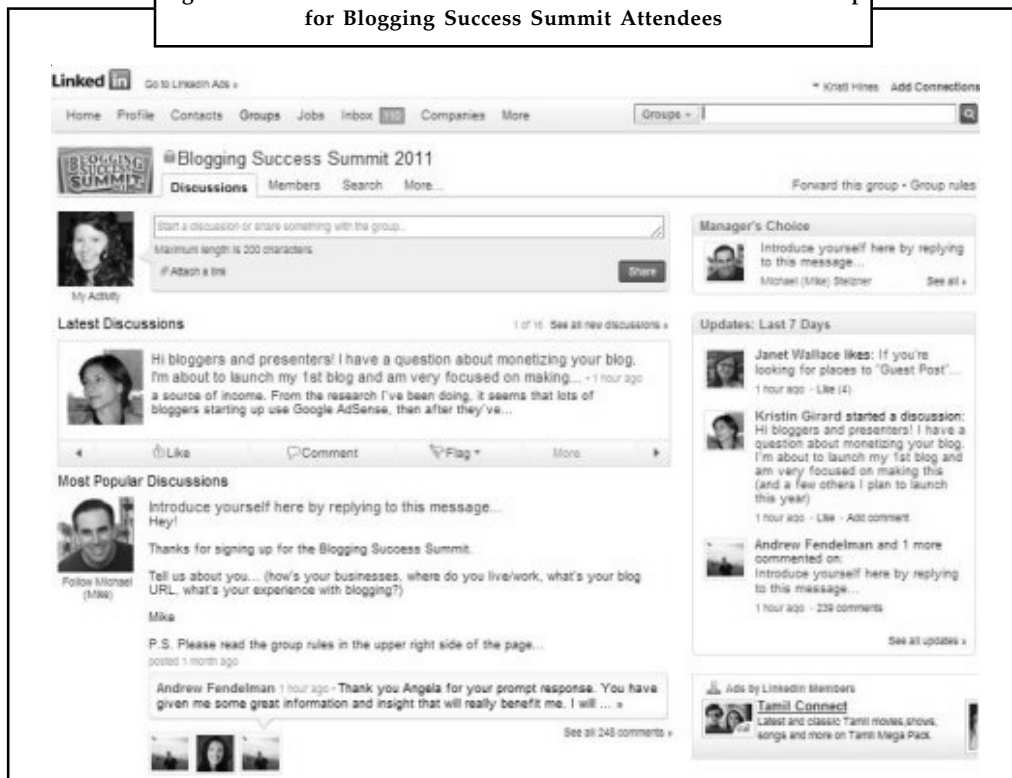 for Blogging Success Summit Attendees
Linked in Go to LinkedIn Ads »
Kristi Hines Add Connections
Home Profile Contacts Groups Jobs Inbox 110 Companies More Groups
BLOGGING SUCCESS SUMMIT
Blogging Success Summit 2011
Discussions Members Search More...
Forward this group • Group rules
Start a discussion or share something with the group...
Maximum length is 200 characters.
Attach a link
Share
My Activity
Latest Discussions
1 of 16 See all new discussions »
Hi bloggers and presenters! I have a question about monetizing your blog.
I'm about to launch my 1st blog and am very focused on making... • 1 hour ago
a source of income. From the research I've been doing, it seems that lots of
bloggers starting up use Google AdSense, then after they've...
Like Comment Flag More
Most Popular Discussions
Introduce yourself here by replying to this message...
Hey!
Thanks for signing up for the Blogging Success Summit.
Follow Michael
(Mike)
Tell us about you... (how's your businesses, where do you live/work, what's your blog
URL, what's your experience with blogging?)
Mike
P.S. Please read the group rules in the upper right side of the page...
posted 1 month ago
Andrew Fendelman 1 hour ago • Thank you Angela for your prompt response. You have
given me some great information and insight that will really benefit me. I will ... »
See all 248 comments »
Manager's Choice
Introduce yourself here by replying
to this message...
Michael (Mike) Stelzner See all »
Updates: Last 7 Days
Janet Wallace likes: If you're
looking for places to "Guest Post"...
1 hour ago • Like (4)
Kristin Girard started a discussion:
Hi bloggers and presenters! I have a
question about monetizing your blog.
I'm about to launch my 1st blog and
am very focused on making this
(and a few others I plan to launch
this year)
1 hour ago • Like • Add comment
Andrew Fendelman and 1 more
commented on:
Introduce yourself here by replying
to this message...
1 hour ago • 239 comments
See all updates »
Ads by LinkedIn Members
Tamil Connect
Latest and classic Tamil movies,shows,
songs and more on Tamil Mega Pack.